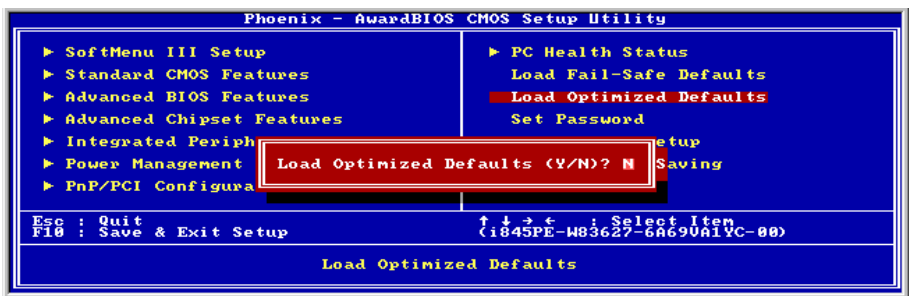 Phoenix - AwardBIOS CMOS Setup Utility
SoftMenu III Setup
Standard CMOS Features
Advanced BIOS Features
Advanced Chipset Features
Integrated Periph
Power Management
PnP/PCI Configura
PC Health Status
Load Fail-Safe Defaults
Load Optimized Defaults
Set Password
etup
Saving
Load Optimized Defaults (Y/N)? N
Esc : Quit
F10 : Save & Exit Setup
↑ ↓ → ← : Select Item
(i845PE-W83627-6A69VA1YC-00)
Load Optimized Defaults